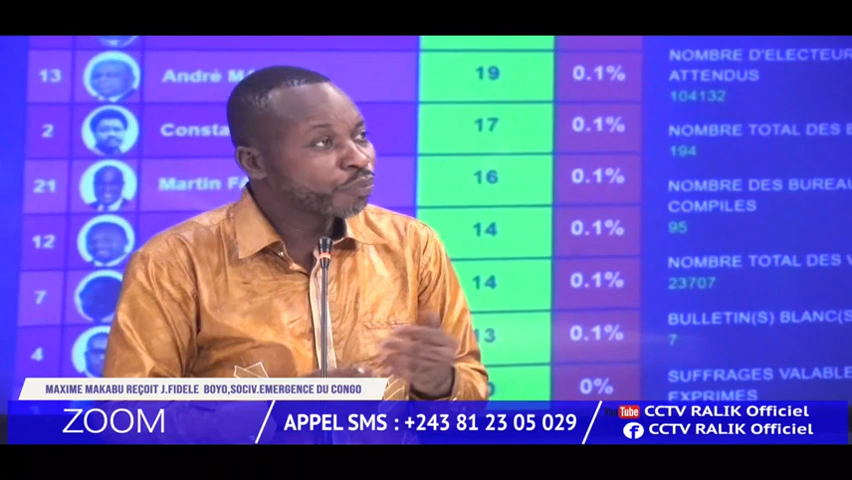 13 André 19 0.1%
2 17 0.1%
21 Martin 16 0.1%
12 14 0.1%
7 14 0.1%
4 13 0.1%
0%
NOMBRE D'ELECTEUR
ATTENDUS
104132
NOMBRE TOTAL DES
194
NOMBRE DES BUREAU
COMPILES
95
NOMBRE TOTAL DES
23707
BULLETIN(S) BLANC(S
7
SUFFRAGES VALABLE
EXPRIMES
MAXIME MAKABU REÇOIT J.FIDELE BOYO,SOCIV.EMERGENCE DU CONGO
ZOOM
APPEL SMS : +243 81 23 05 029
YouTube CCTV RALIK Officiel
f CCTV RALIK Officiel